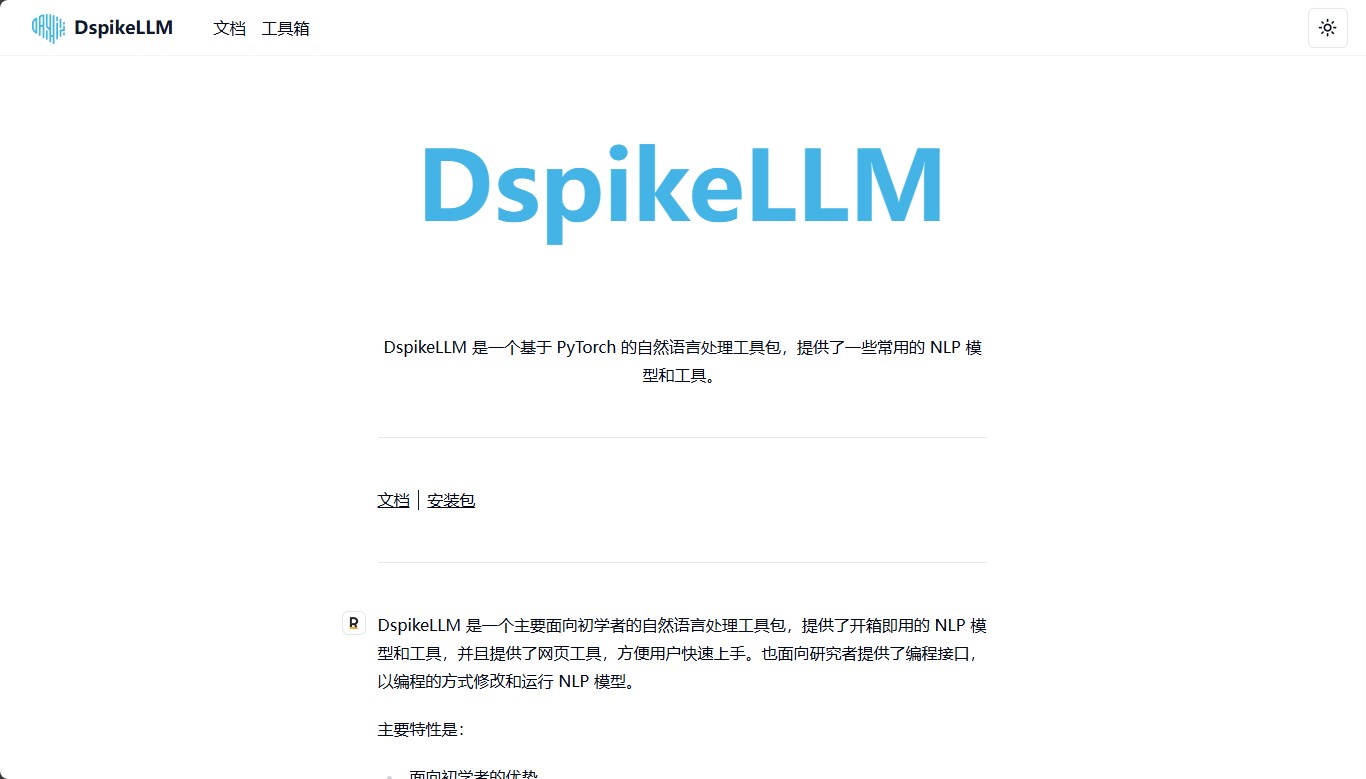 DspikeLLM 文档 工具箱
DspikeLLM
DspikeLLM 是一个基于 PyTorch 的自然语言处理工具包，提供了一些常用的 NLP 模
型和工具。
文档 | 安装包
DspikeLLM 是一个主要面向初学者的自然语言处理工具包，提供了开箱即用的 NLP 模
型和工具，并且提供了网页工具，方便用户快速上手。也面向研究者提供了编程接口，
以编程的方式修改和运行 NLP 模型。
主要特性是：
面向初学者的优势